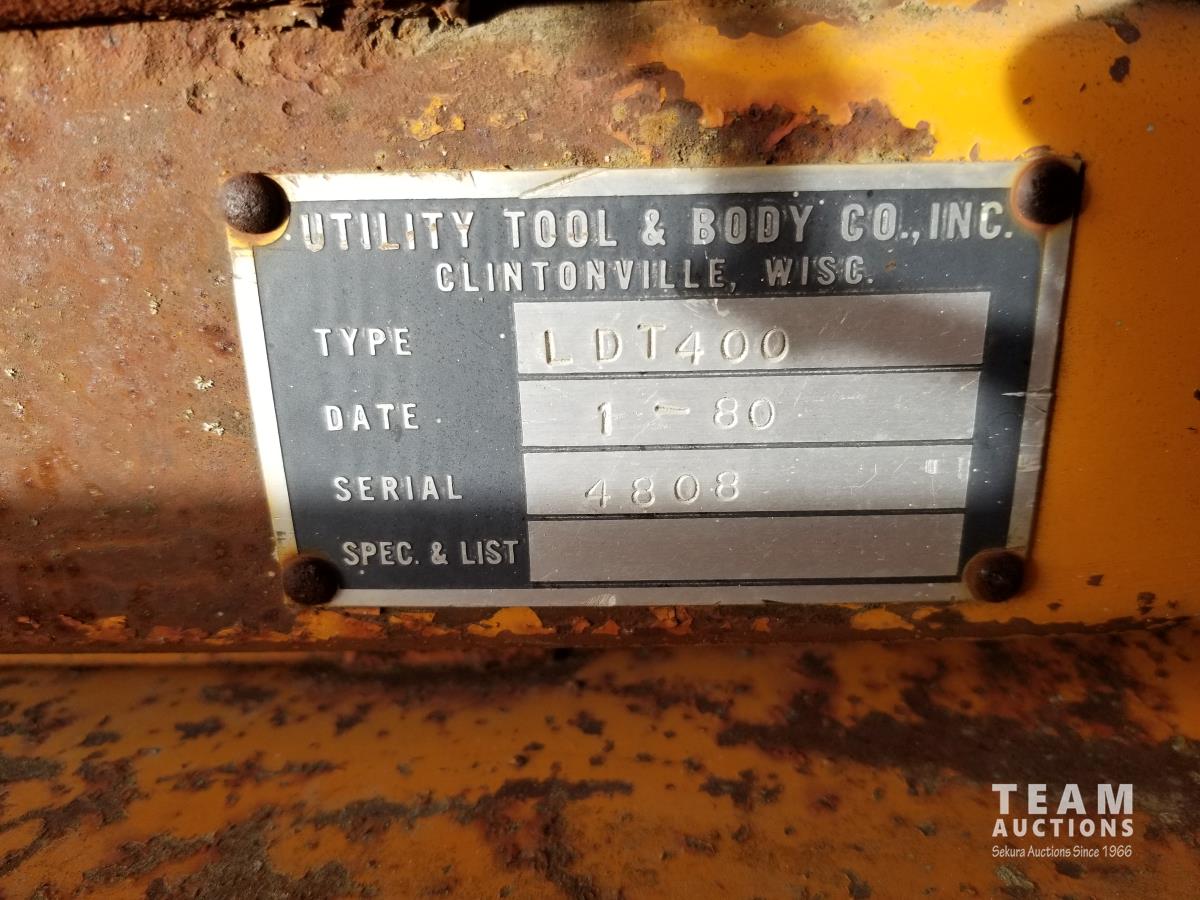 UTILITY TOOL & BODY CO., INC.
CLINTONVILLE, WISC.
TYPE LDT400
DATE 1-80
SERIAL 4808
SPEC. & LIST
TEAM
AUCTIONS
Sekura Auctions Since 1966